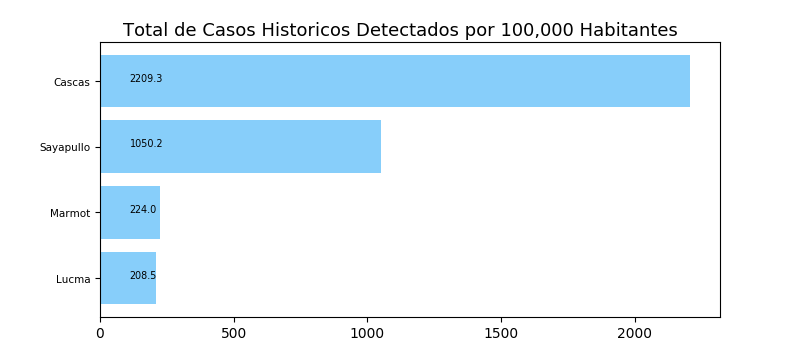 Total de Casos Historicos Detectados por 100,000 Habitantes
Cascas 2209.3
Sayapullo 1050.2
Marmot 224.0
Lucma 208.5
0 500 1000 1500 2000